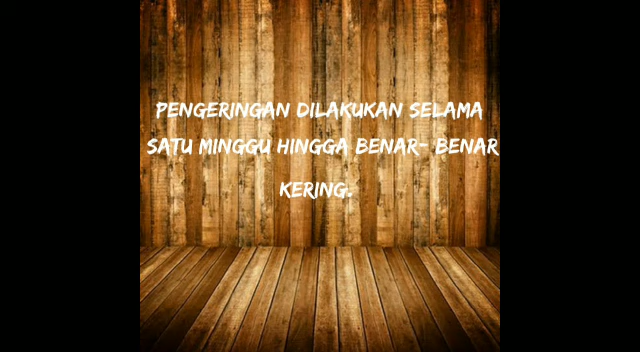 PENGERINGAN DILAKUKAN SELAMA
SATU MINGGU HINGGA BENAR- BENAR
KERING.